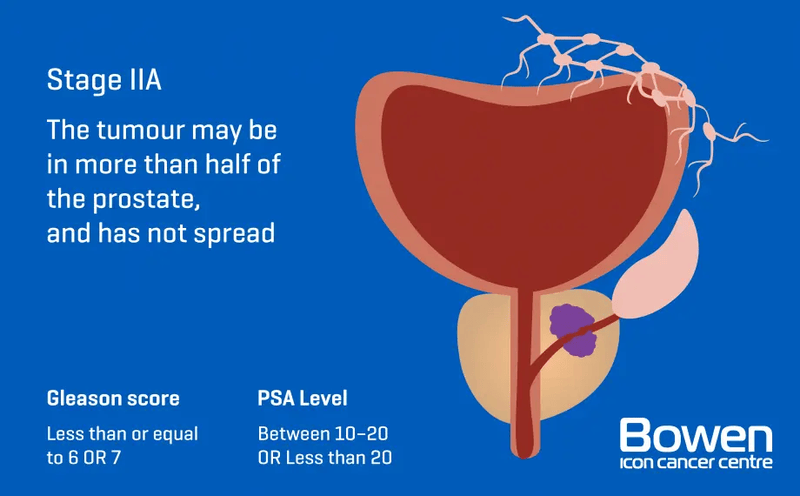 Stage IIA
The tumour may be
in more than half of
the prostate,
and has not spread
Gleason score
Less than or equal
to 6 OR 7
PSA Level
Between 10–20
OR Less than 20
Bowen
icon cancer centre